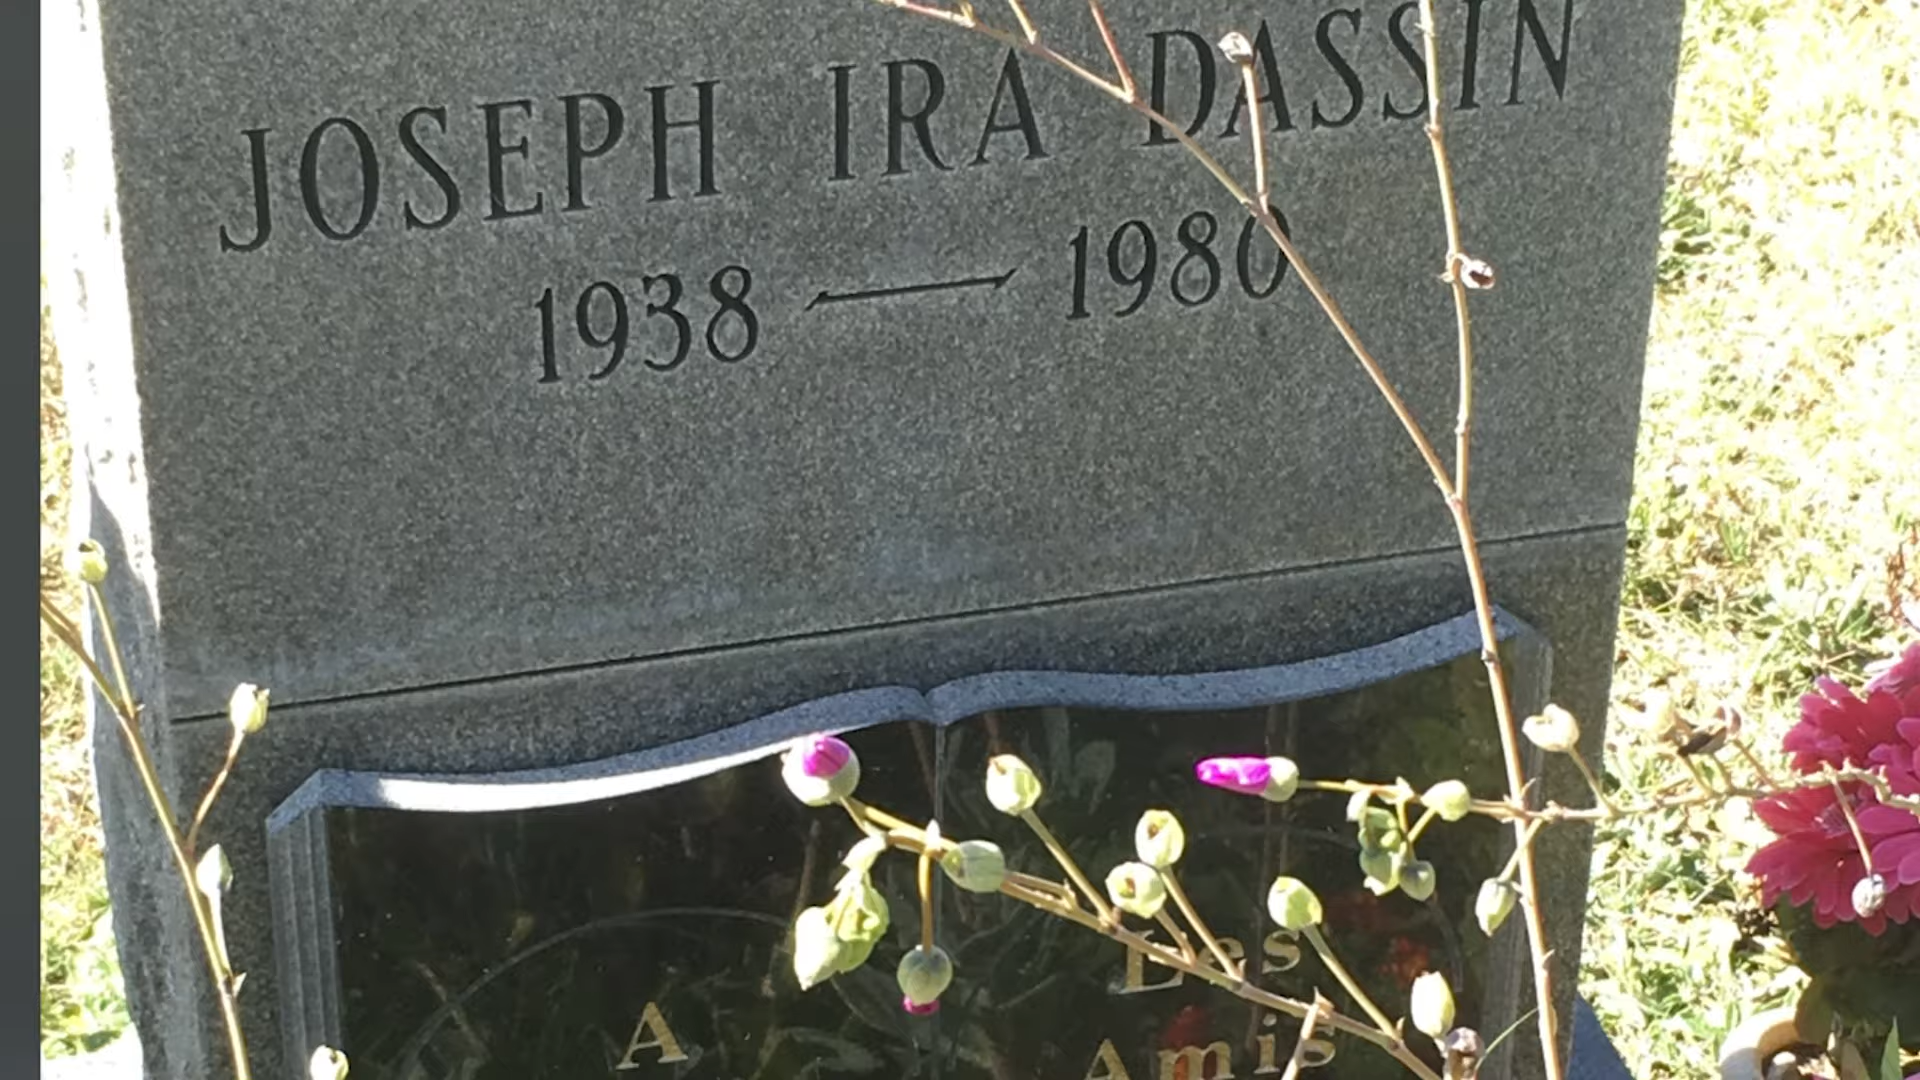 JOSEPH IRA DASSIN
1938 — 1980
A
Les
Amis